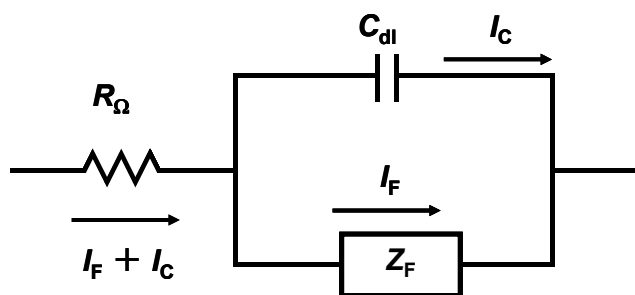 C_dl
I_C
R_Ω
I_F
I_F + I_C
Z_F